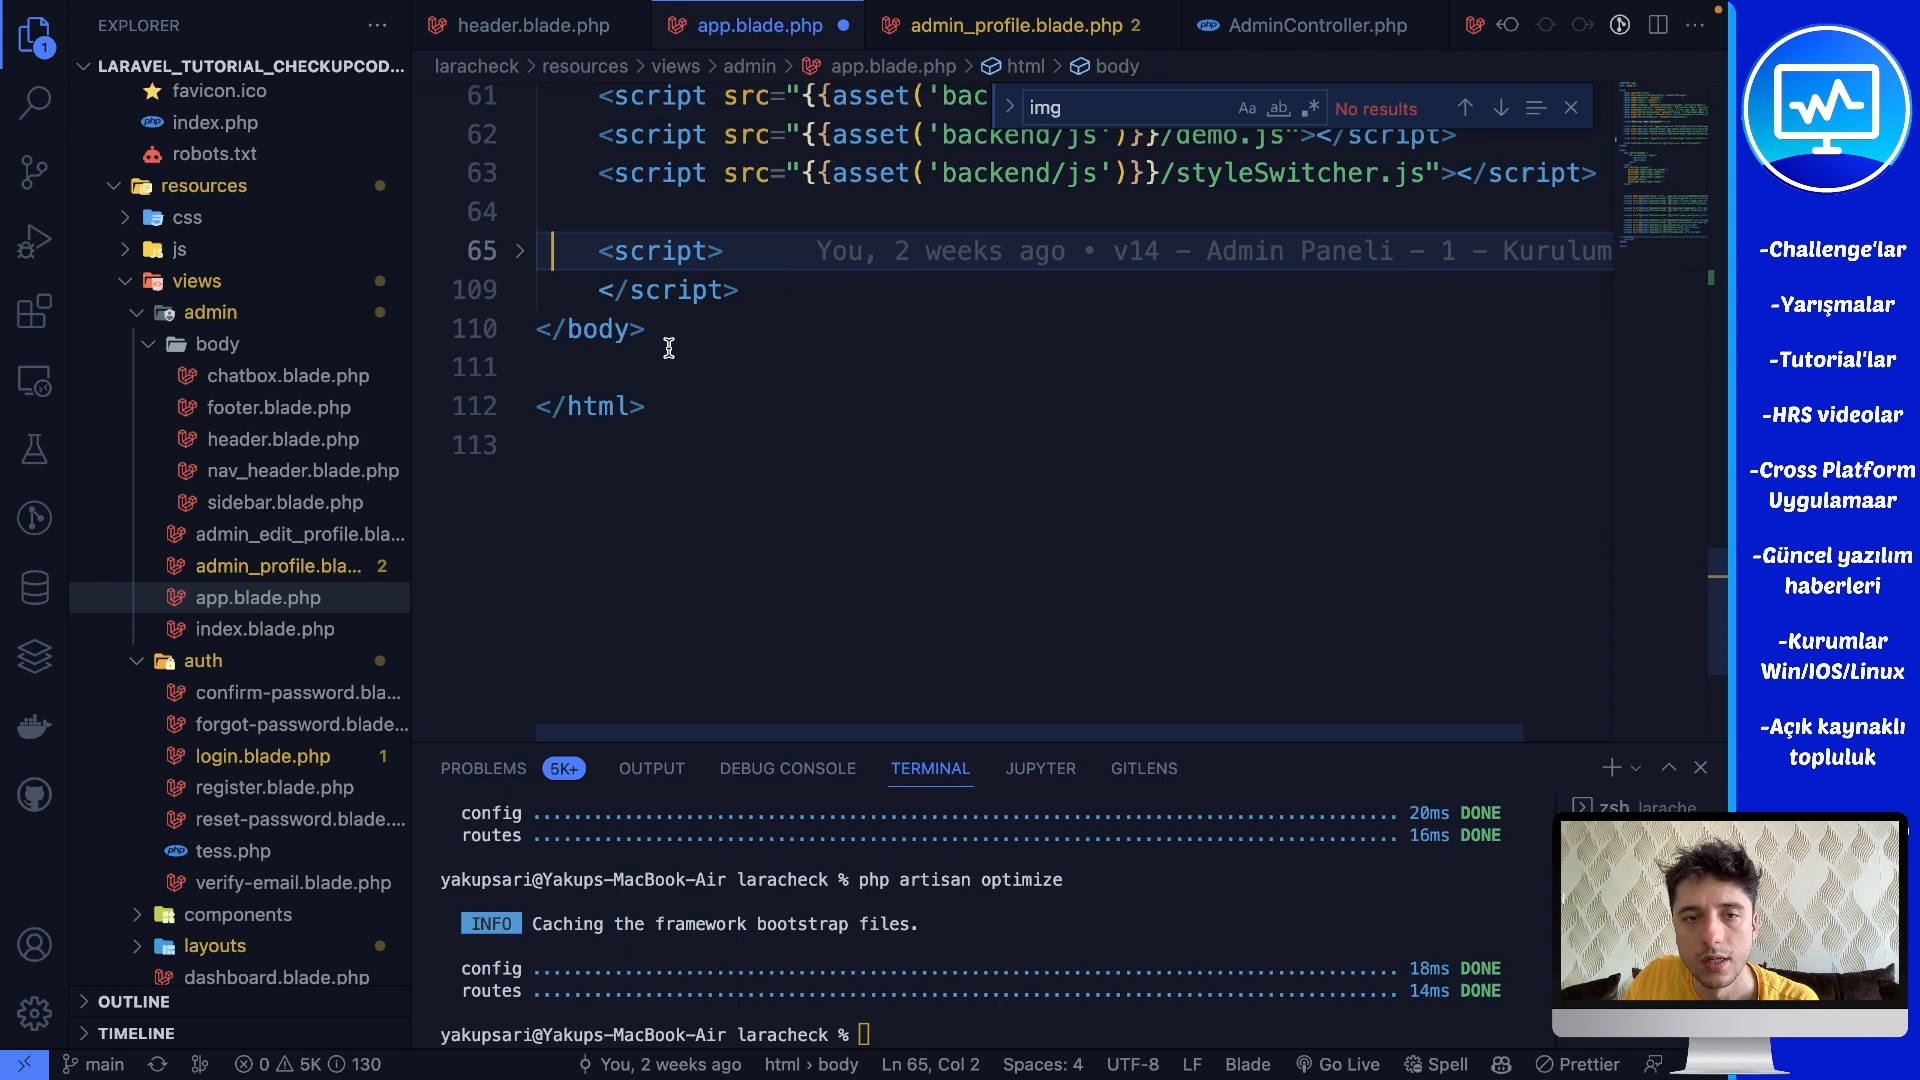 EXPLORER
LARAVEL_TUTORIAL_CHECKUPCOD...
favicon.ico
index.php
robots.txt
resources
css
js
views
admin
body
chatbox.blade.php
footer.blade.php
header.blade.php
nav_header.blade.php
sidebar.blade.php
admin_edit_profile.bla...
admin_profile.bla... 2
app.blade.php
index.blade.php
auth
confirm-password.bla...
forgot-password.blade...
login.blade.php 1
register.blade.php
reset-password.blade....
php tess.php
verify-email.blade.php
components
layouts
dashboard.blade.php
OUTLINE
TIMELINE
header.blade.php
app.blade.php
admin_profile.blade.php 2
php AdminController.php
laracheck > resources > views > admin > app.blade.php > html > body
img
Aa ab No results
61 <script src="{{asset('bac
62 <script src="{{asset('backend/js')}}/demo.js"></script>
63 <script src="{{asset('backend/js')}}/styleSwitcher.js"></script>
64
65 <script> You, 2 weeks ago • v14 – Admin Paneli – 1 – Kurulum
109 </script>
110 </body>
111
112 </html>
113
PROBLEMS 5K+ OUTPUT DEBUG CONSOLE TERMINAL JUPYTER GITLENS
zsh larache
config ........ 20ms DONE
routes ........ 16ms DONE
yakupsari@Yakups-MacBook-Air laracheck % php artisan optimize
INFO Caching the framework bootstrap files.
config ........ 18ms DONE
routes ........ 14ms DONE
yakupsari@Yakups-MacBook-Air laracheck %
main 0 5K 130 You, 2 weeks ago html > body Ln 65, Col 2 Spaces: 4 UTF-8 LF Blade Go Live Spell Prettier
-Challenge'lar
-Yarışmalar
-Tutorial'lar
-HRS videolar
-Cross Platform
Uygulamaar
-Güncel yazılım
haberleri
-Kurumlar
Win/IOS/Linux
-Açık kaynaklı
topluluk